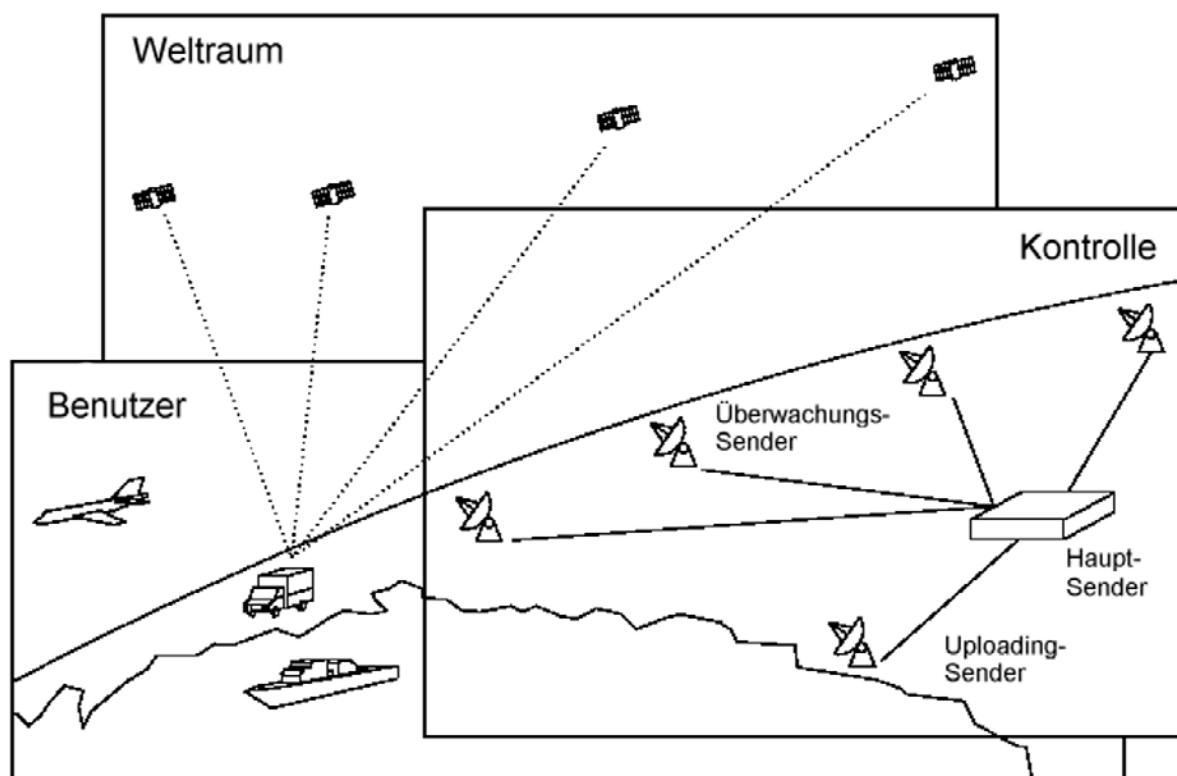 Weltraum
Kontrolle
Benutzer
Überwachungs-
Sender
Haupt-
Sender
Uploading-
Sender